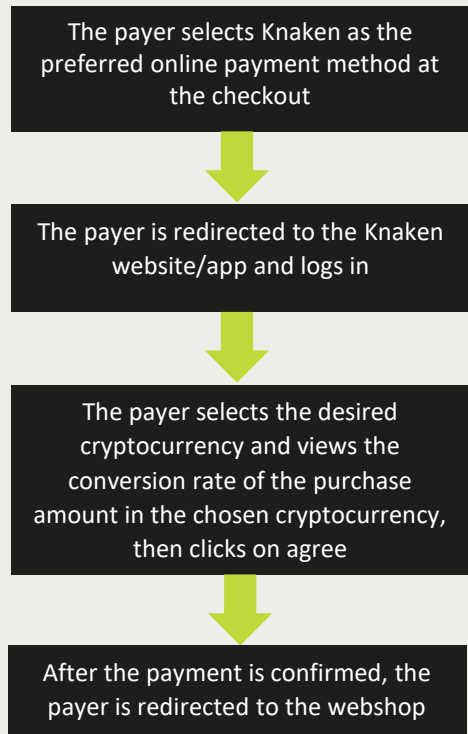 The payer selects Knaken as the
preferred online payment method at
the checkout
The payer is redirected to the Knaken
website/app and logs in
The payer selects the desired
cryptocurrency and views the
conversion rate of the purchase
amount in the chosen cryptocurrency,
then clicks on agree
After the payment is confirmed, the
payer is redirected to the webshop